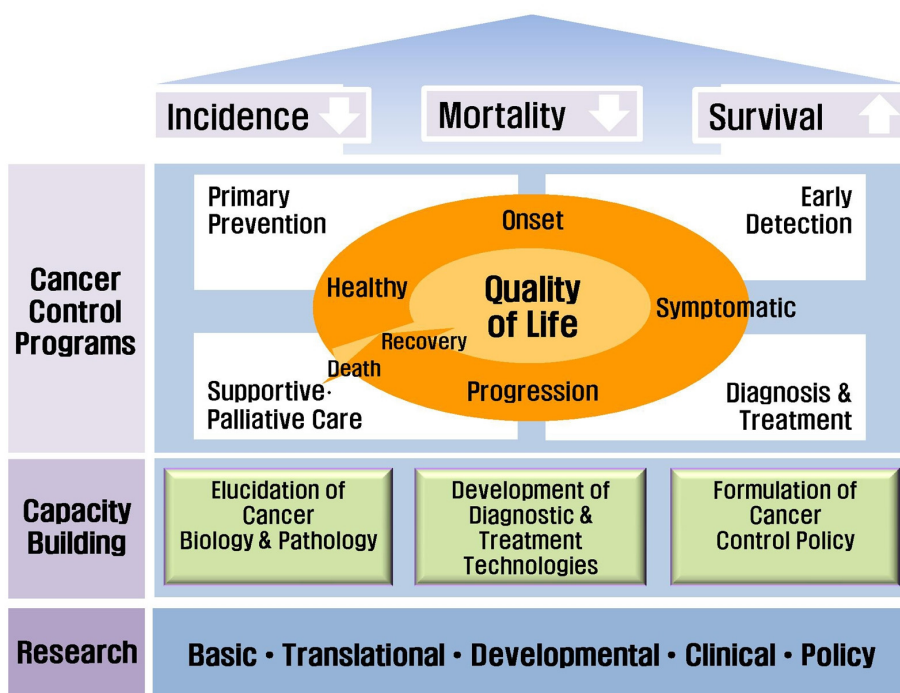 Incidence
Mortality
Survival
Cancer
Control
Programs
Primary
Prevention
Early
Detection
Onset
Healthy
Quality
of Life
Symptomatic
Recovery
Death
Progression
Supportive·
Palliative Care
Diagnosis &
Treatment
Capacity
Building
Elucidation of
Cancer
Biology & Pathology
Development of
Diagnostic &
Treatment
Technologies
Formulation of
Cancer
Control Policy
Research
Basic · Translational · Developmental · Clinical · Policy